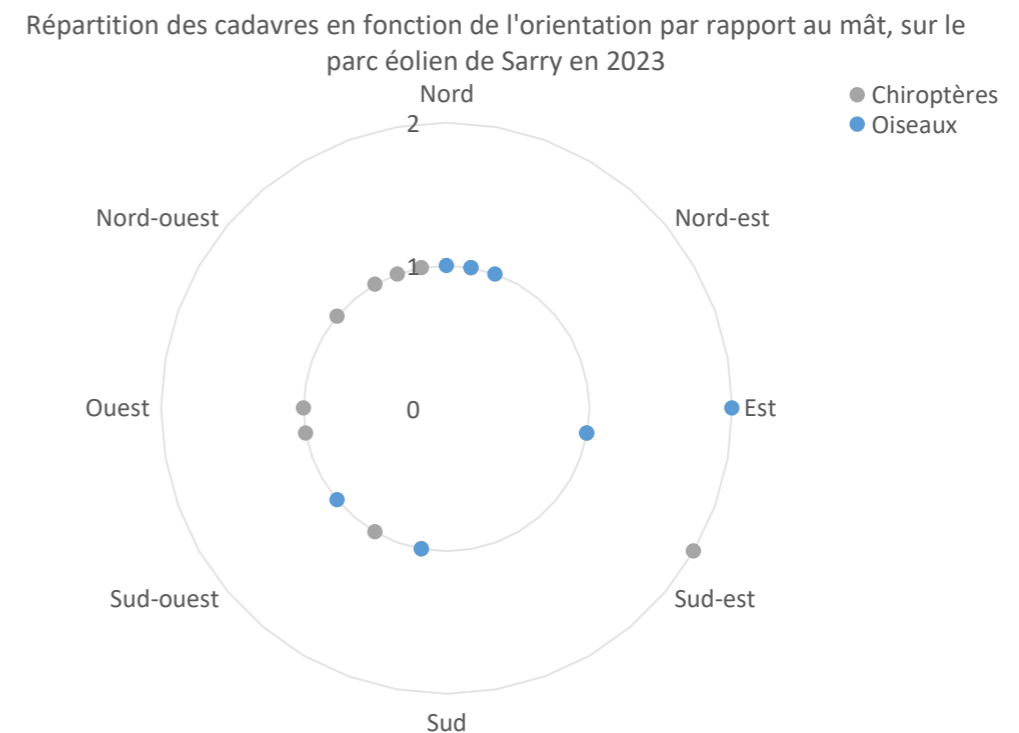 Répartition des cadavres en fonction de l'orientation par rapport au mât, sur le
parc éolien de Sarry en 2023
Nord
Chiroptères
Oiseaux
2
Nord-ouest
Nord-est
1
Ouest
0
Est
Sud-ouest
Sud-est
Sud